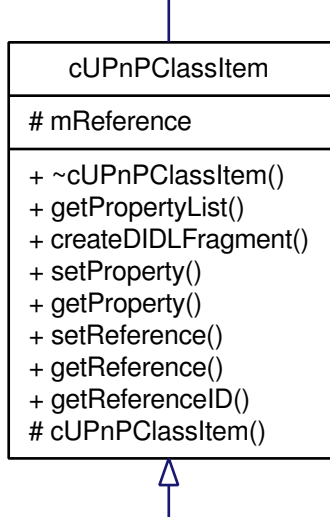 cUPnPClassItem
# mReference
+ ~cUPnPClassItem()
+ getPropertyList()
+ createDIDLFragment()
+ setProperty()
+ getProperty()
+ setReference()
+ getReference()
+ getReferenceID()
# cUPnPClassItem()